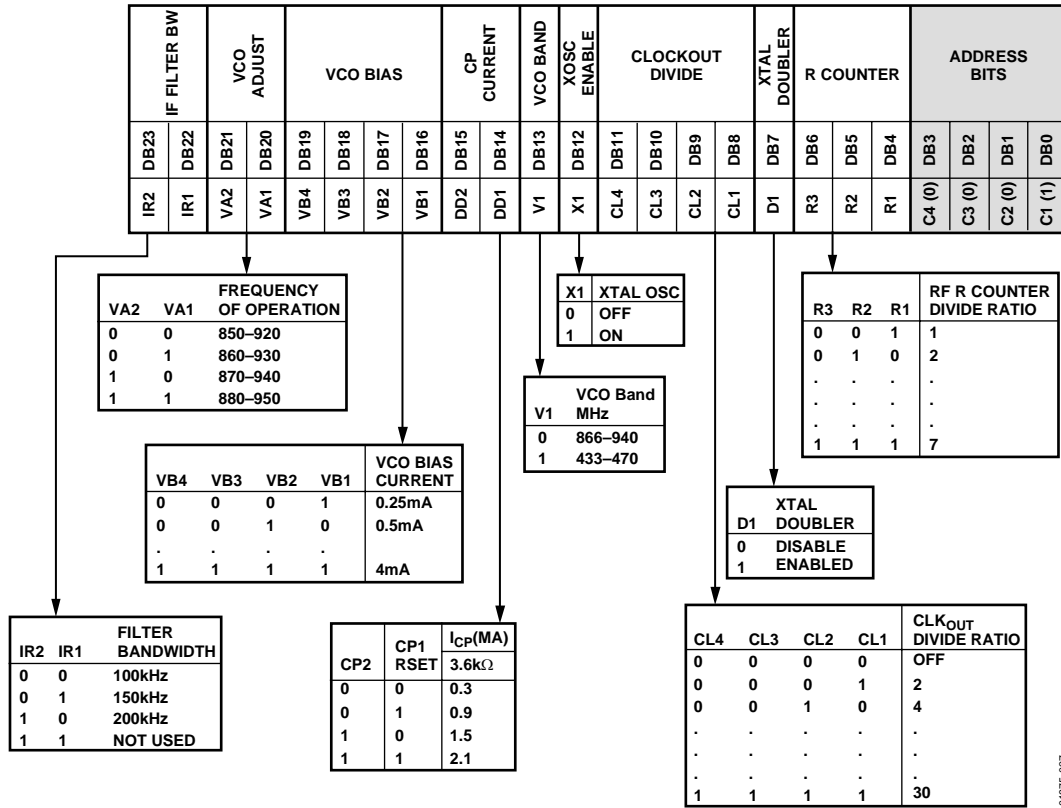 IF FILTER BW
VCO ADJUST
VCO BIAS
CP CURRENT
VCO BAND
XOSC ENABLE
CLOCKOUT DIVIDE
XTAL DOUBLER
R COUNTER
ADDRESS BITS
DB23 DB22 DB21 DB20 DB19 DB18 DB17 DB16 DB15 DB14 DB13 DB12 DB11 DB10 DB9 DB8 DB7 DB6 DB5 DB4 DB3 DB2 DB1 DB0
IR2 IR1 VA2 VA1 VB4 VB3 VB2 VB1 DD2 DD1 V1 X1 CL4 CL3 CL2 CL1 D1 R3 R2 R1 C4 (0) C3 (0) C2 (0) C1 (1)
VA2 VA1 FREQUENCY OF OPERATION
0 0 850–920
0 1 860–930
1 0 870–940
1 1 880–950
X1 XTAL OSC
0 OFF
1 ON
R3 R2 R1 RF R COUNTER DIVIDE RATIO
0 0 1 1
0 1 0 2
. . . .
. . . .
. . . .
1 1 1 7
V1 VCO Band MHz
0 866–940
1 433–470
VB4 VB3 VB2 VB1 VCO BIAS CURRENT
0 0 0 1 0.25mA
0 0 1 0 0.5mA
. . .
1 1 1 1 4mA
D1 XTAL DOUBLER
0 DISABLE
1 ENABLED
IR2 IR1 FILTER BANDWIDTH
0 0 100kHz
0 1 150kHz
1 0 200kHz
1 1 NOT USED
CP2 CP1 RSET ICP(MA) 3.6kΩ
0 0 0.3
0 1 0.9
1 0 1.5
1 1 2.1
CL4 CL3 CL2 CL1 CLKOUT DIVIDE RATIO
0 0 0 0 OFF
0 0 0 1 2
0 0 1 0 4
. . . . .
. . . . .
. . . . .
1 1 1 1 30